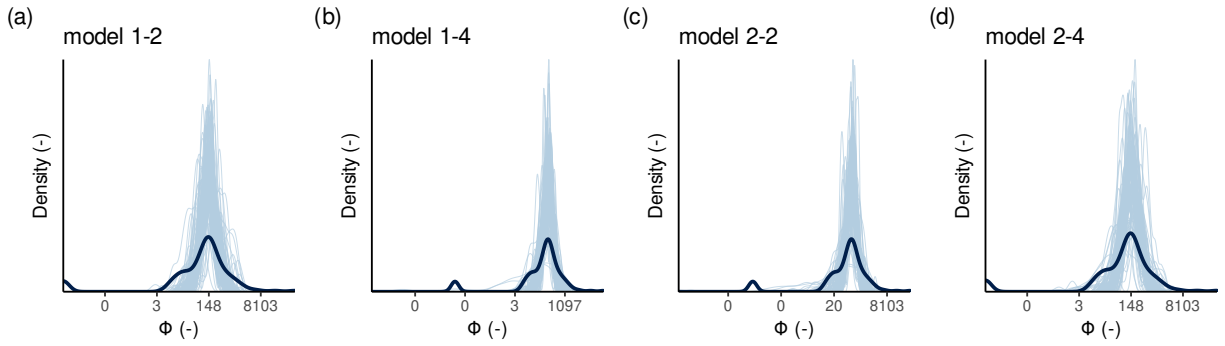 (a) (b) (c) (d)
model 1-2 model 1-4 model 2-2 model 2-4
Density (-) Density (-) Density (-) Density (-)
0 3 148 8103 0 0 3 1097 0 0 20 8103 0 3 148 8103
Φ (-) Φ (-) Φ (-) Φ (-)